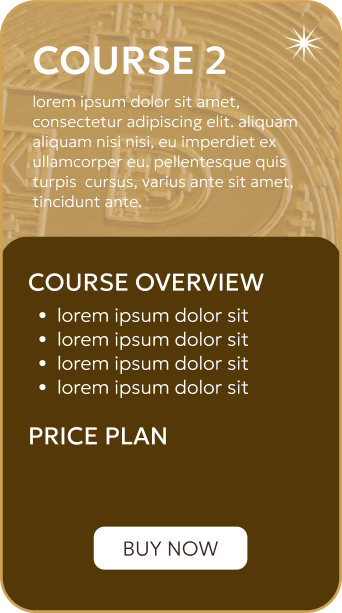 COURSE 2
lorem ipsum dolor sit amet,
consectetur adipiscing elit. aliquam
aliquam nisi nisi, eu imperdiet ex
ullamcorper eu. pellentesque quis
turpis cursus, varius ante sit amet,
tincidunt ante.
COURSE OVERVIEW
• lorem ipsum dolor sit
• lorem ipsum dolor sit
• lorem ipsum dolor sit
• lorem ipsum dolor sit
PRICE PLAN
BUY NOW